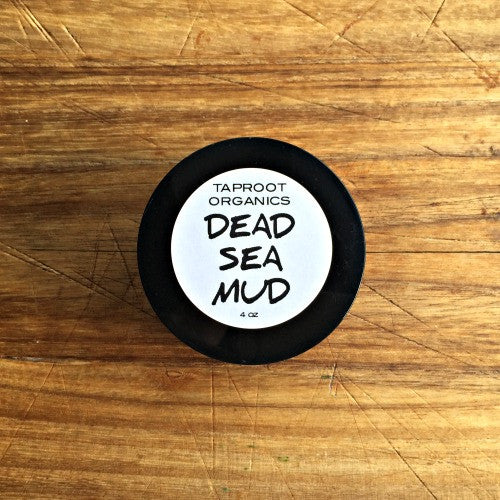 TAPROOT
ORGANICS
DEAD
SEA
MUD
4 OZ